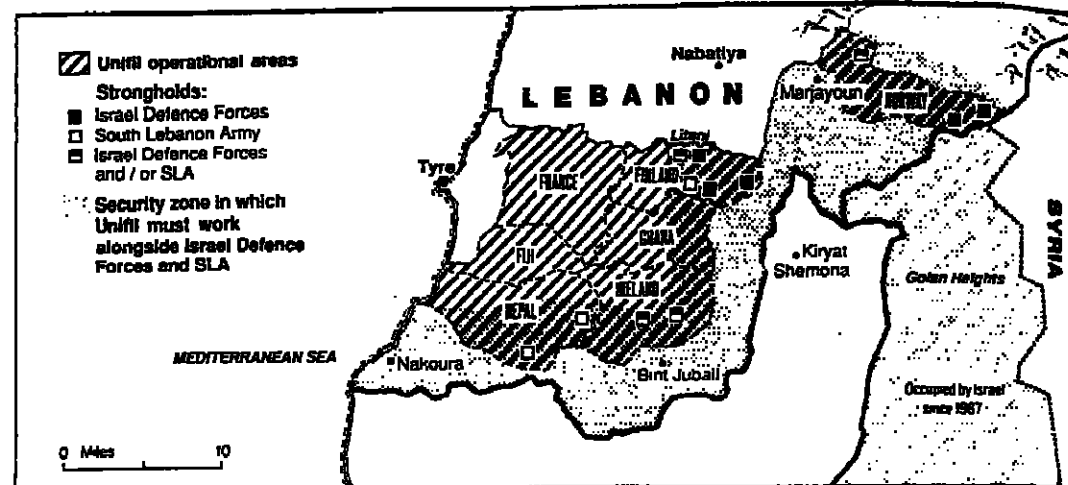 Unifil operational areas
Strongholds:
Israel Defence Forces
South Lebanon Army
Israel Defence Forces
and / or SLA
Security zone in which
Unifil must work
alongside Israel Defence
Forces and SLA
Nabatiya
LEBANON
Marjayoun
NORWAY
Litani
Tyre
FRANCE
FINLAND
GHANA
SYRIA
FIJI
Kiryat
Shemona
Golan Heights
IRELAND
NEPAL
MEDITERRANEAN SEA
Nakoura
Bint Jubail
Occupied by Israel
since 1967
0 Miles 10